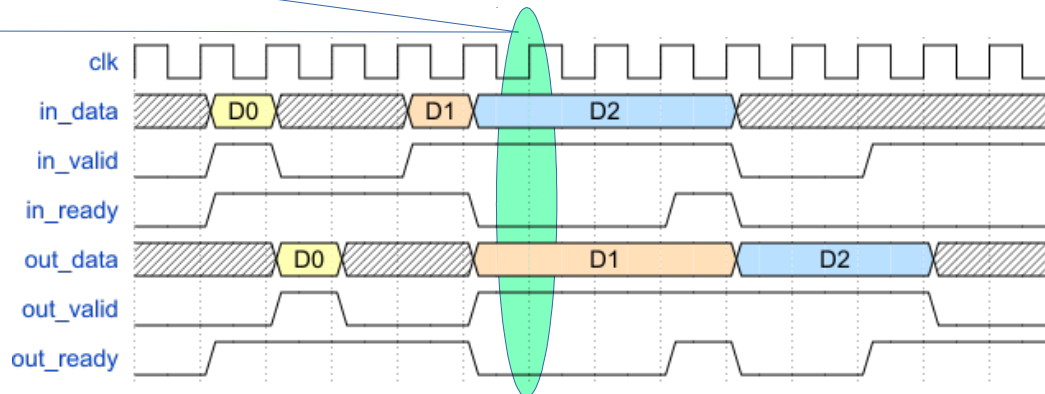 clk
in_data D0 D1 D2
in_valid
in_ready
out_data D0 D1 D2
out_valid
out_ready